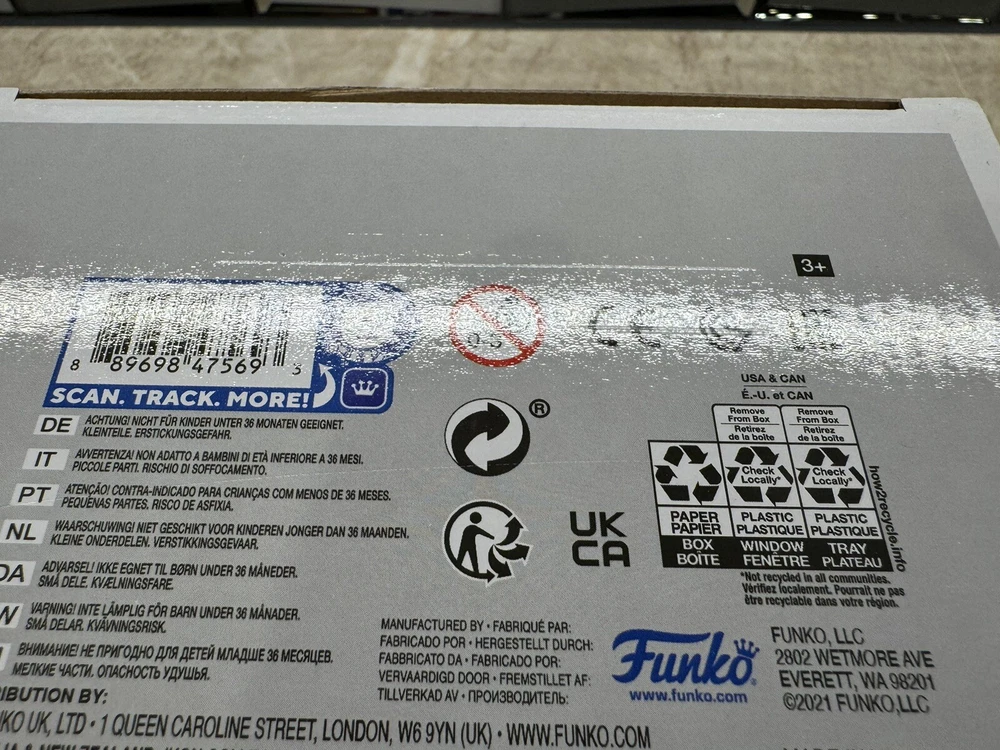 3+
8 89698 47569 3
SCAN. TRACK. MORE!
CE
DE ACHTUNG! NICHT FÜR KINDER UNTER 36 MONATEN GEEIGNET.
KLEINTEILE. ERSTICKUNGSGEFAHR.
IT AVVERTENZA! NON ADATTO A BAMBINI DI ETÀ INFERIORE A 36 MESI.
PICCOLE PARTI. RISCHIO DI SOFFOCAMENTO.
PT ATENÇÃO! CONTRA-INDICADO PARA CRIANÇAS COM MENOS DE 36 MESES.
PEQUENAS PARTES. RISCO DE ASFIXIA.
NL WAARSCHUWING! NIET GESCHIKT VOOR KINDEREN JONGER DAN 36 MAANDEN.
KLEINE ONDERDELEN. VERSTIKKINGSGEVAAR.
DA ADVARSEL! IKKE EGNET TIL BØRN UNDER 36 MÅNEDER.
SMÅ DELE. KVÆLNINGSFARE.
VARNING! INTE LÄMPLIG FÖR BARN UNDER 36 MÅNADER.
SMÅ DELAR. KVÄVNINGSRISK.
ВНИМАНИЕ! НЕ ПРИГОДНО ДЛЯ ДЕТЕЙ МЛАДШЕ 36 МЕСЯЦЕВ.
МЕЛКИЕ ЧАСТИ. ОПАСНОСТЬ УДУШЬЯ.
®
UK
CA
USA & CAN
É.-U. et CAN
Remove From Box Retirez de la boîte
Remove From Box Retirez de la boîte
Check Locally*
Check Locally*
PAPER PAPIER
PLASTIC PLASTIQUE
PLASTIC PLASTIQUE
BOX BOÎTE
WINDOW FENÊTRE
TRAY PLATEAU
how2recycle.info
*Not recycled in all communities.
Vérifiez localement. Pourrait ne pas
être recyclable dans votre région.
MANUFACTURED BY • FABRIQUÉ PAR:
FABRICADO POR • HERGESTELLT DURCH:
FABBRICATO DA • FABRICADO POR:
VERVAARDIGD DOOR • FREMSTILLET AF:
TILLVERKAD AV • ПРОИЗВОДИТЕЛЬ:
Funko®
www.funko.com
FUNKO, LLC
2802 WETMORE AVE
EVERETT, WA 98201
©2021 FUNKO,LLC
IBUTION BY:
KO UK, LTD • 1 QUEEN CAROLINE STREET, LONDON, W6 9YN (UK) • WWW.FUNKO.COM